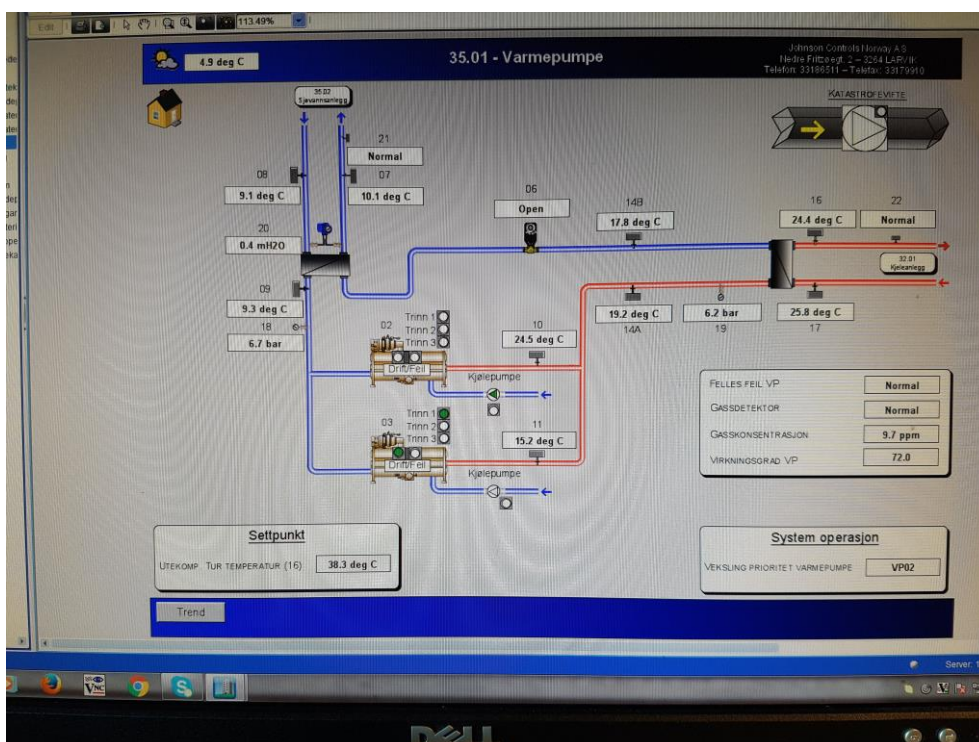 Edit
113.49%
4.9 deg C
35.01 - Varmepumpe
Johnson Controls Norway AS
Nedre Fritzøegt. 2 – 3264 LARVIK
Telefon: 33186511 – Telefax: 33179910
35.02
Sjøvannsanlegg
KATASTROFEVIFTE
21
Normal
08
07
9.1 deg C
10.1 deg C
06
Open
14B
17.8 deg C
16
24.4 deg C
22
Normal
20
0.4 mH2O
32.01
Kjeleanlegg
09
9.3 deg C
18
6.7 bar
Trinn 1
Trinn 2
Trinn 3
02
Drift/Feil
10
24.5 deg C
19.2 deg C
14A
6.2 bar
19
25.8 deg C
17
Kjølepumpe
Trinn 1
Trinn 2
Trinn 3
03
Drift/Feil
11
15.2 deg C
Kjølepumpe
FELLES FEIL VP
Normal
GASSDETEKTOR
Normal
GASSKONSENTRASJON
9.7 ppm
VIRKNINGSGRAD VP
72.0
Settpunkt
UTEKOMP. TUR TEMPERATUR (16)
38.3 deg C
System operasjon
VEKSLING PRIORITET VARMEPUMPE
VP02
Trend
Server: 1
VNC
DELL